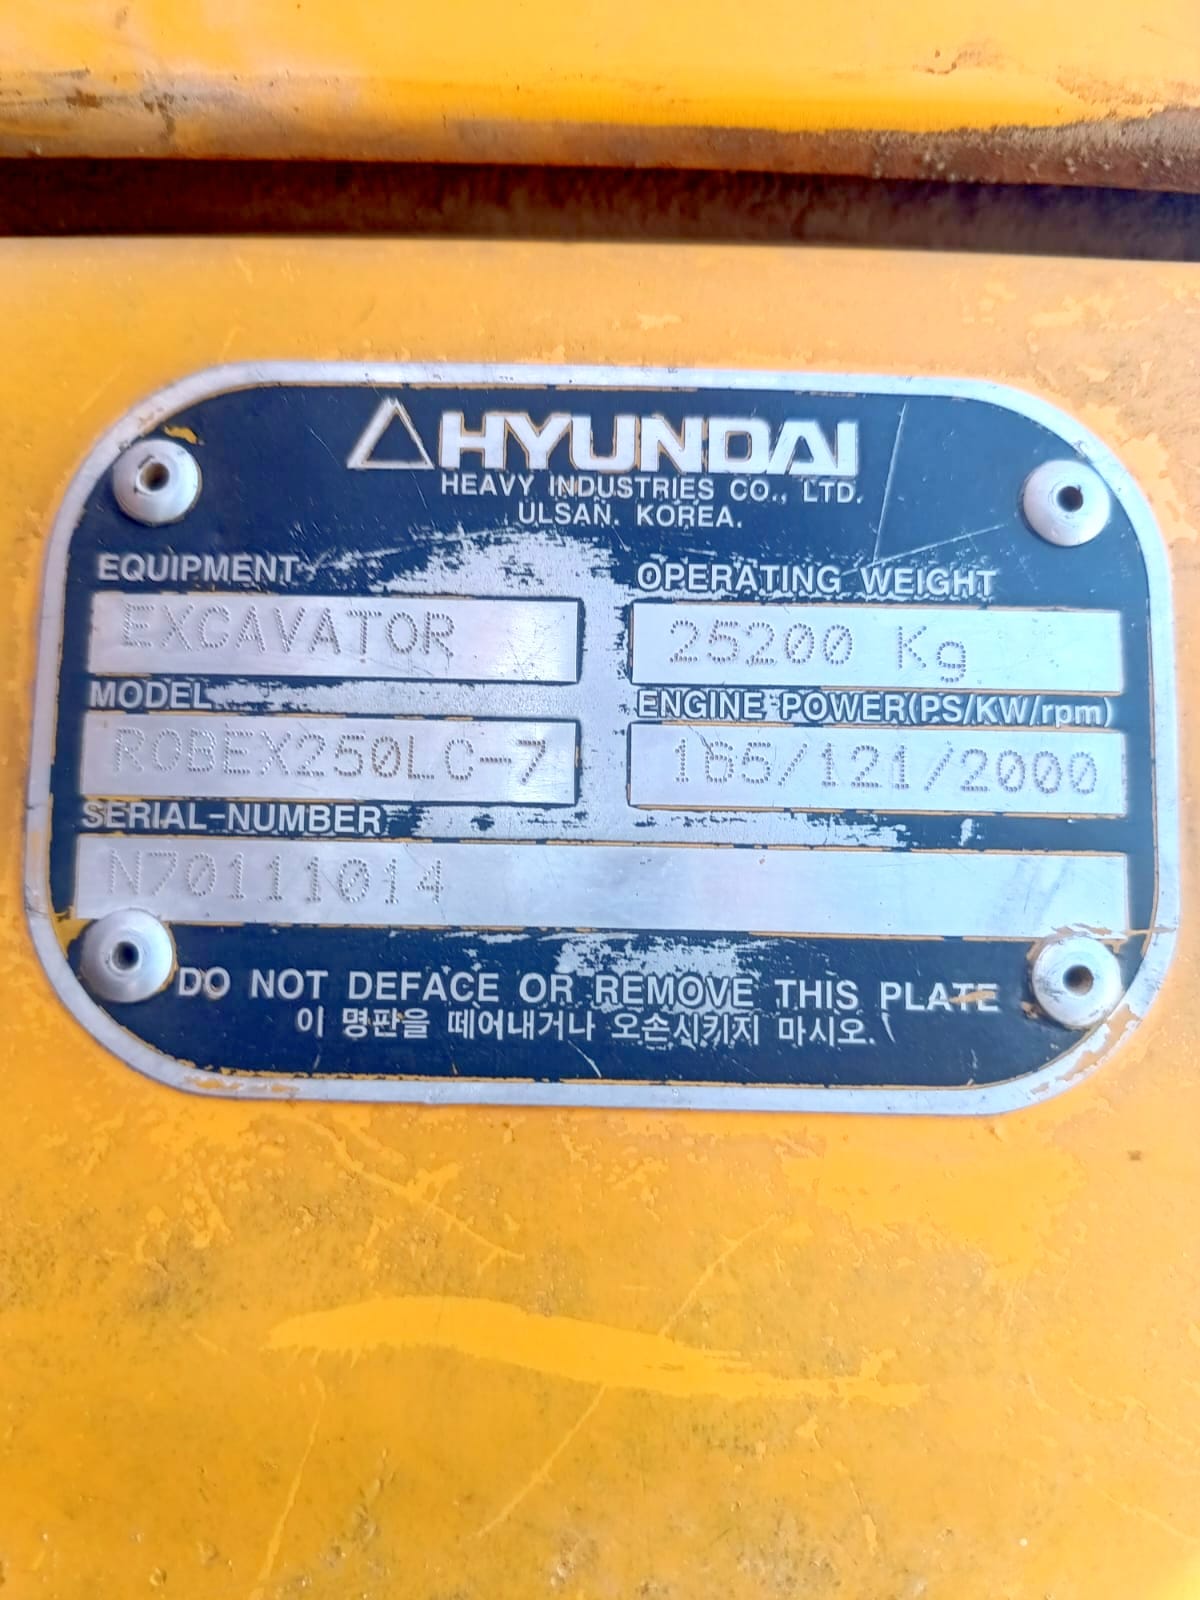 HYUNDAI
HEAVY INDUSTRIES CO., LTD.
ULSAN. KOREA.
EQUIPMENT
EXCAVATOR
OPERATING WEIGHT
25200 Kg
MODEL
ROBEX250LC-7
ENGINE POWER(PS/KW/rpm)
165/121/2000
SERIAL-NUMBER
N70111014
DO NOT DEFACE OR REMOVE THIS PLATE
이 명판을 떼어내거나 오손시키지 마시오.